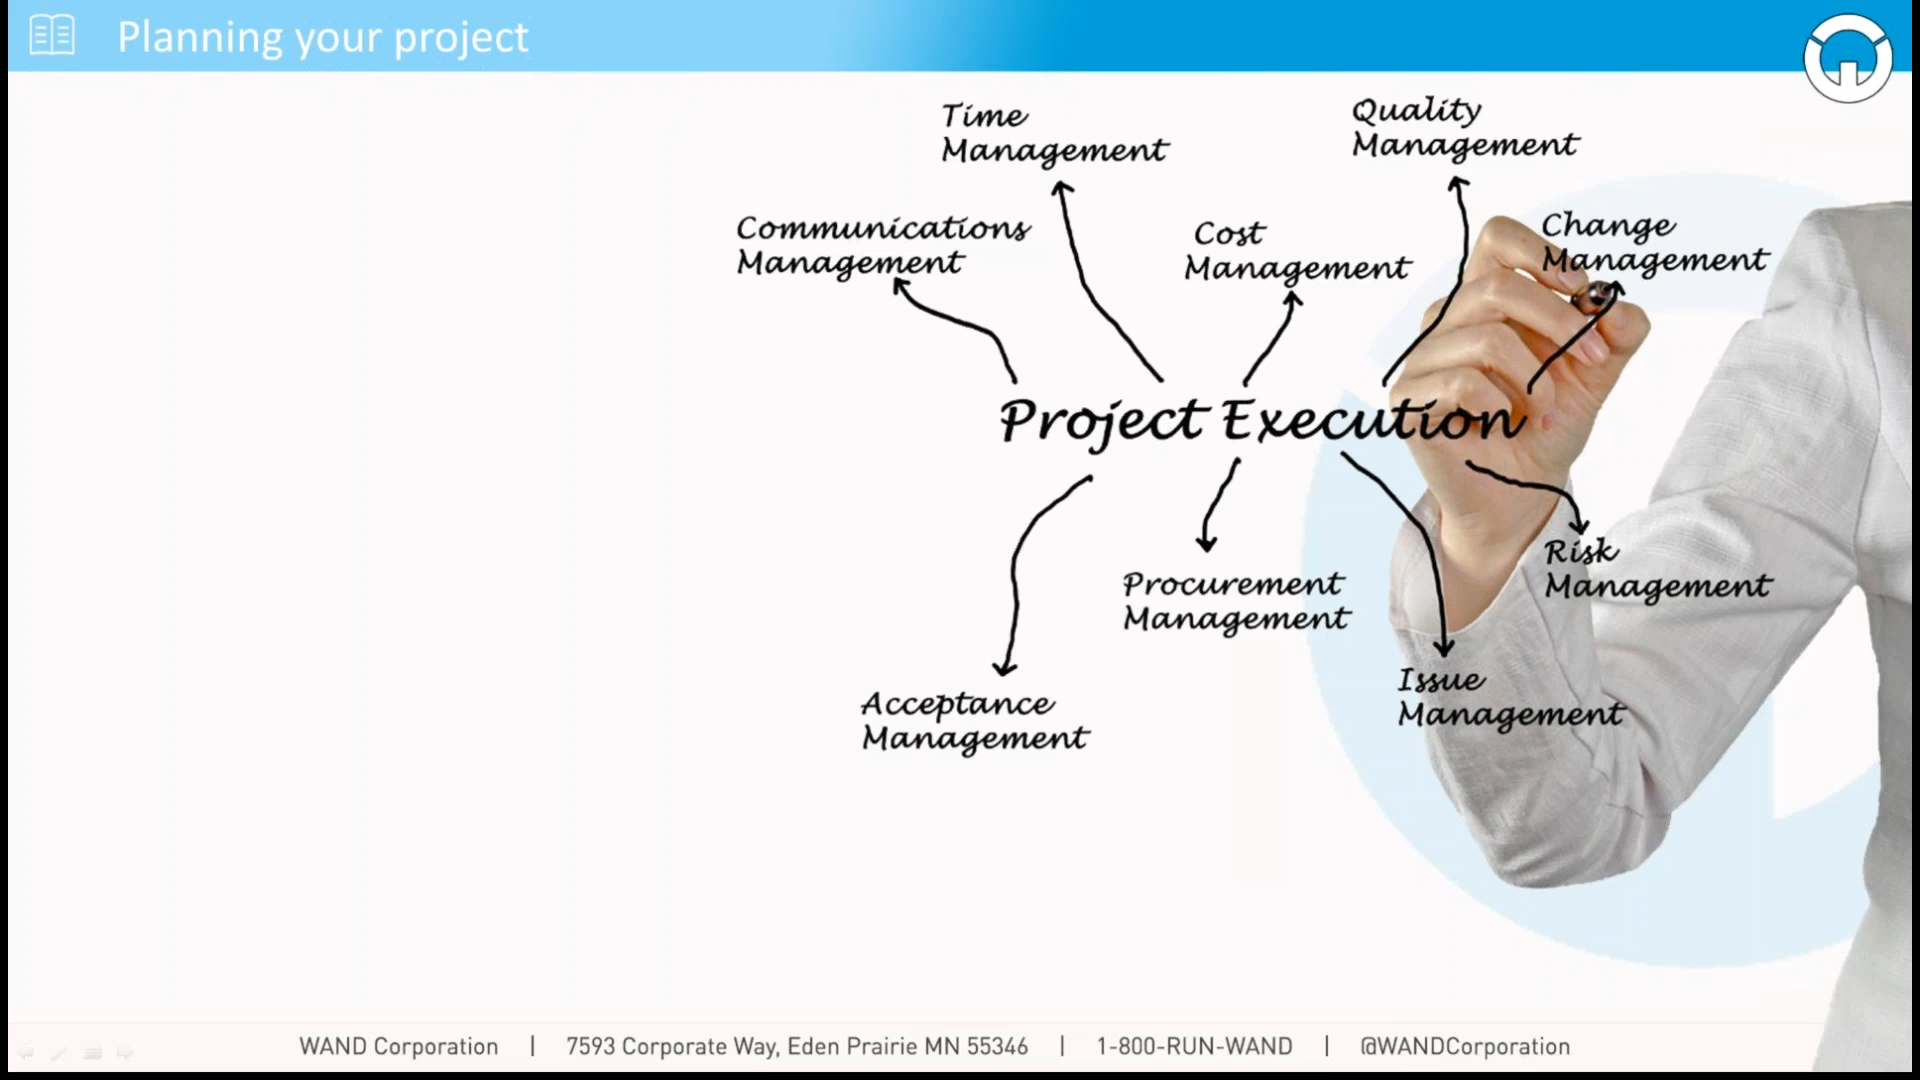 Planning your project
Time
Management
Quality
Management
Communications
Management
Cost
Management
Change
Management
Project Execution
Procurement
Management
Risk
Management
Acceptance
Management
Issue
Management
WAND Corporation | 7593 Corporate Way, Eden Prairie MN 55346 | 1-800-RUN-WAND | @WANDCorporation